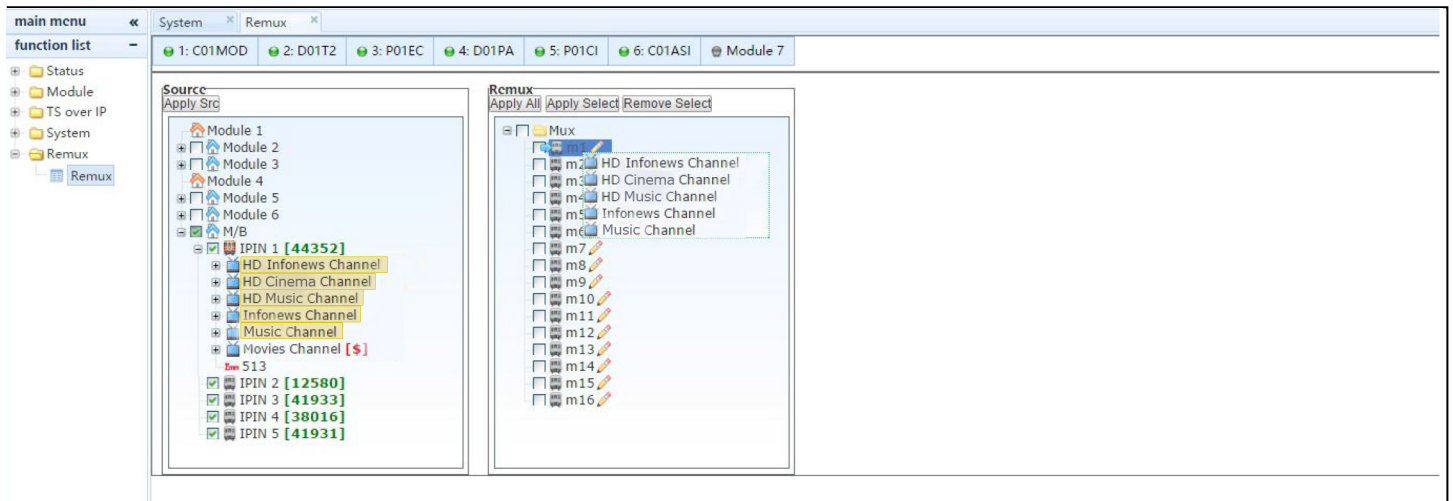 main menu «
function list −
Status
Module
TS over IP
System
Remux
Remux
System × Remux ×
1: C01MOD 2: D01T2 3: P01EC 4: D01PA 5: P01CI 6: C01ASI Module 7
Source
Apply Src
Module 1
Module 2
Module 3
Module 4
Module 5
Module 6
M/B
IPIN 1 [44352]
HD Infonews Channel
HD Cinema Channel
HD Music Channel
Infonews Channel
Music Channel
Movies Channel [$]
513
IPIN 2 [12580]
IPIN 3 [41933]
IPIN 4 [38016]
IPIN 5 [41931]
Remux
Apply All Apply Select Remove Select
Mux
m1
m2 HD Infonews Channel
m3 HD Cinema Channel
m4 HD Music Channel
m5 Infonews Channel
m6 Music Channel
m7
m8
m9
m10
m11
m12
m13
m14
m15
m16